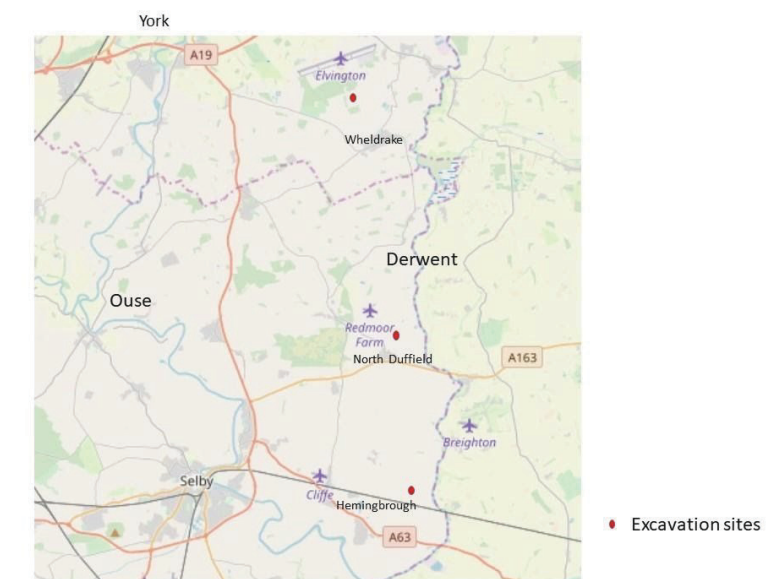 York
A19
Elvington
Wheldrake
Derwent
Ouse
Redmoor
Farm
North Duffield
A163
Breighton
Selby
Cliffe
Hemingbrough
Excavation sites
A63